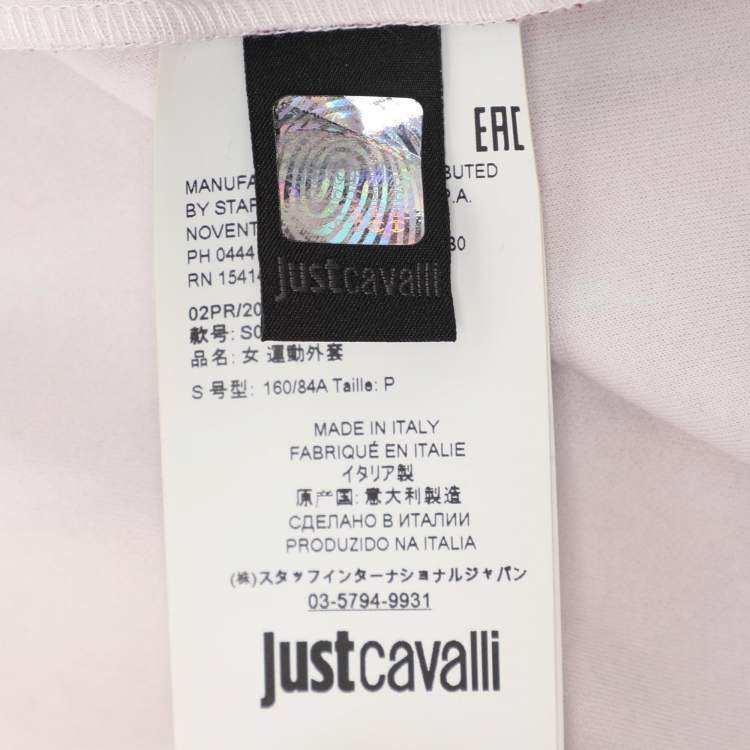 EAC
MANUFA BUTED
BY STAR P.A.
NOVENT
PH 0444 30
RN 15414
justcavalli
02PR/20
款号: S0
品名: 女 運動外套
S 号型: 160/84A Taille: P
MADE IN ITALY
FABRIQUÉ EN ITALIE
イタリア製
原产国: 意大利製造
СДЕЛАНО В ИТАЛИИ
PRODUZIDO NA ITALIA
(株)スタッフインターナショナルジャパン
03-5794-9931
justcavalli